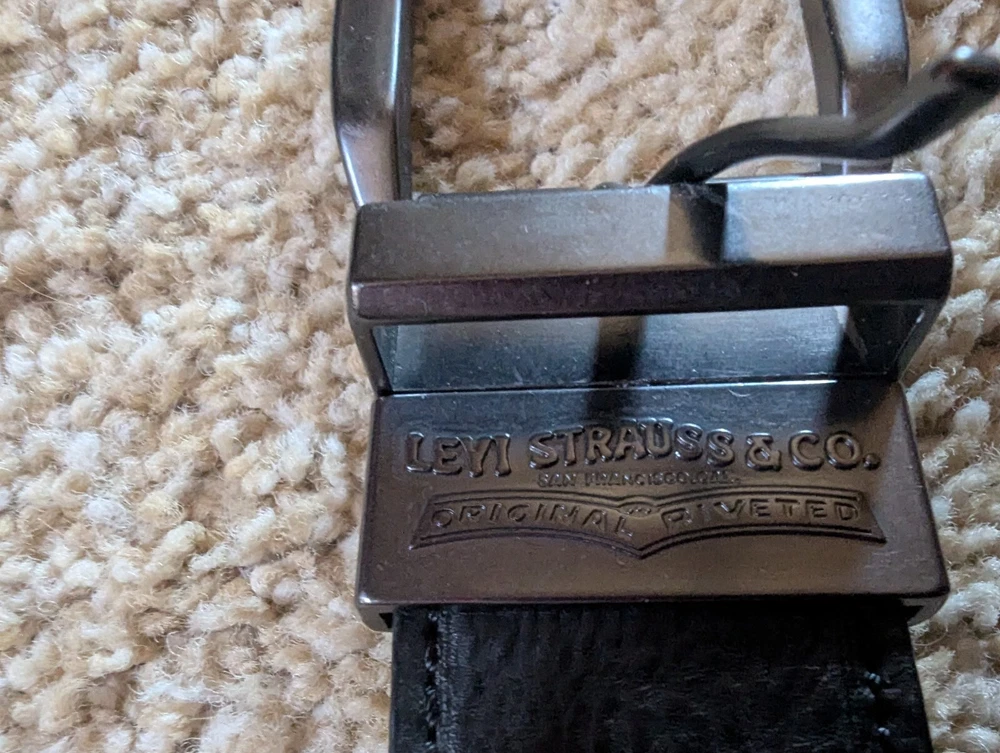 LEVI STRAUSS & CO.
SAN FRANCISCO, CAL.
ORIGINAL RIVETED